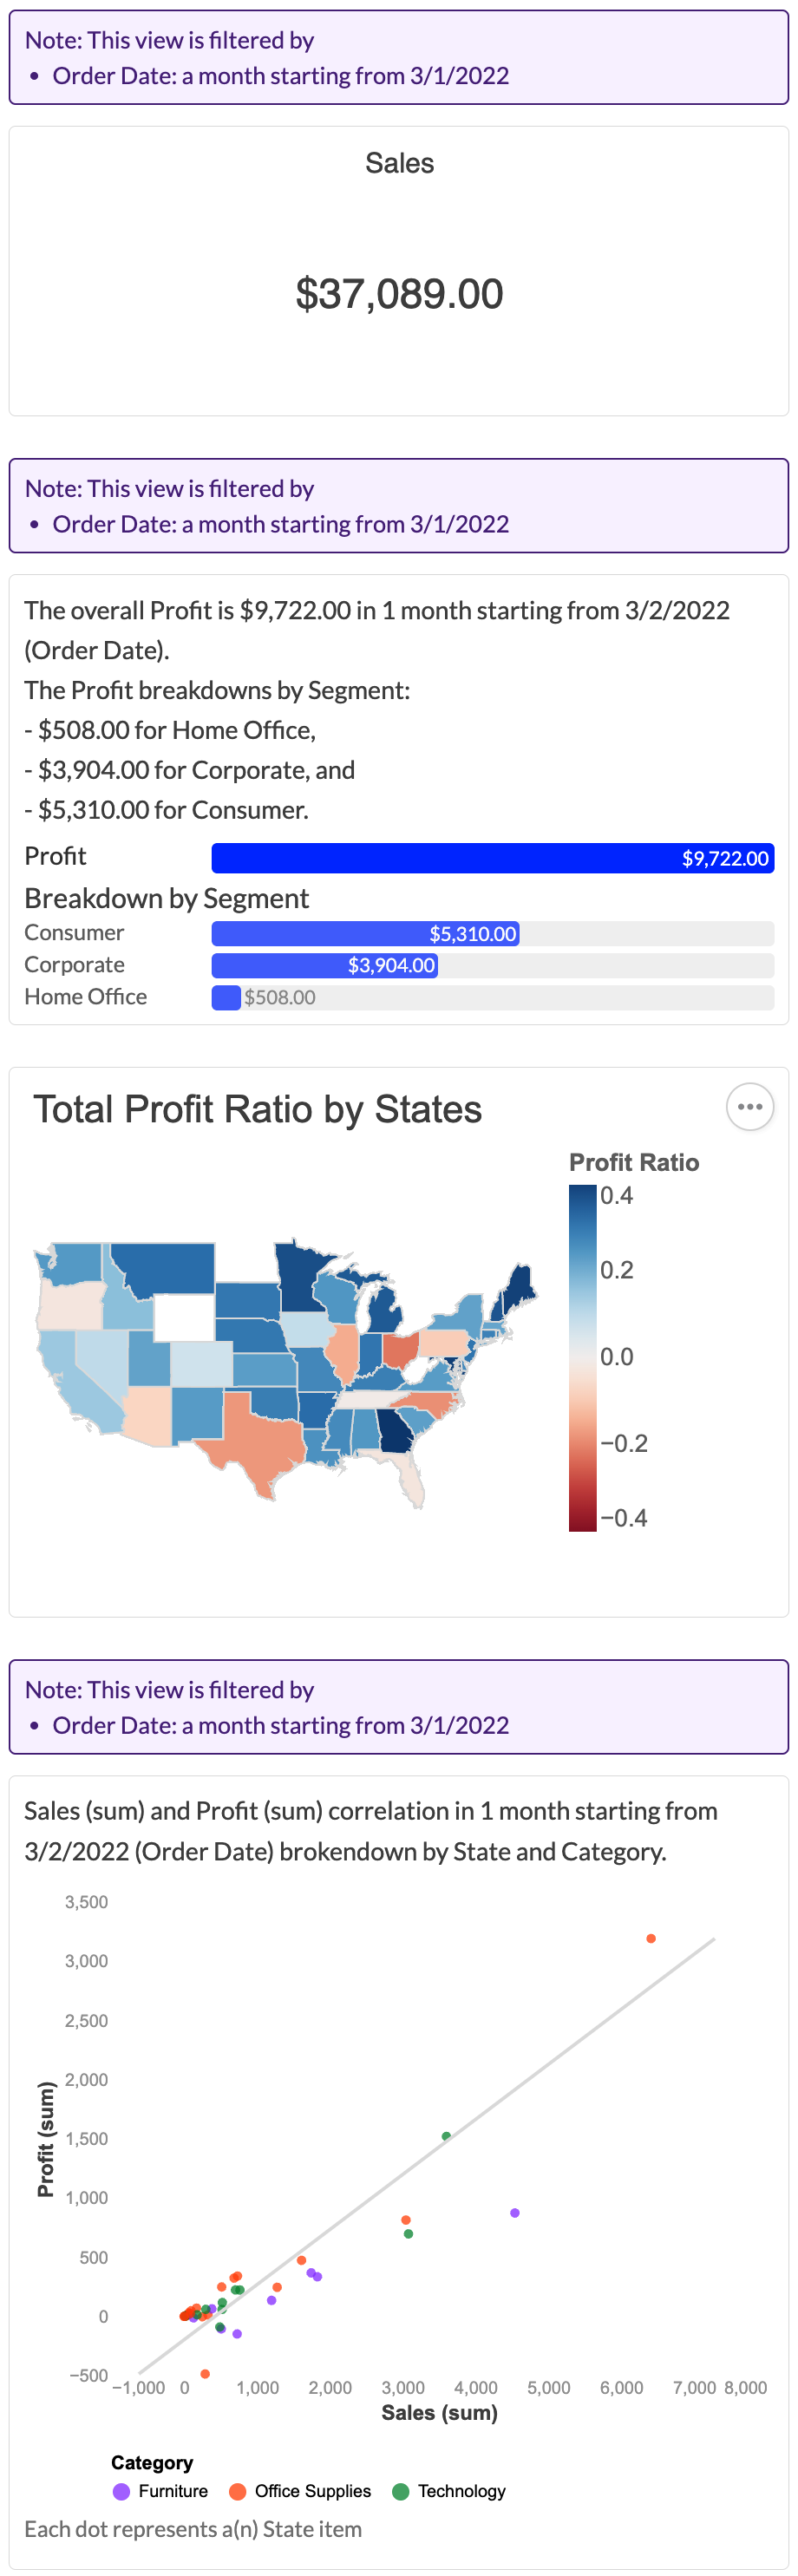 Note: This view is filtered by
• Order Date: a month starting from 3/1/2022
Sales
$37,089.00
Note: This view is filtered by
• Order Date: a month starting from 3/1/2022
The overall Profit is $9,722.00 in 1 month starting from 3/2/2022
(Order Date).
The Profit breakdowns by Segment:
- $508.00 for Home Office,
- $3,904.00 for Corporate, and
- $5,310.00 for Consumer.
Profit $9,722.00
Breakdown by Segment
Consumer $5,310.00
Corporate $3,904.00
Home Office $508.00
Total Profit Ratio by States
Profit Ratio
0.4
0.2
0.0
−0.2
−0.4
Note: This view is filtered by
• Order Date: a month starting from 3/1/2022
Sales (sum) and Profit (sum) correlation in 1 month starting from
3/2/2022 (Order Date) brokendown by State and Category.
3,500
3,000
2,500
2,000
1,500
1,000
500
0
−500
Profit (sum)
−1,000 0 1,000 2,000 3,000 4,000 5,000 6,000 7,000 8,000
Sales (sum)
Category
Furniture Office Supplies Technology
Each dot represents a(n) State item